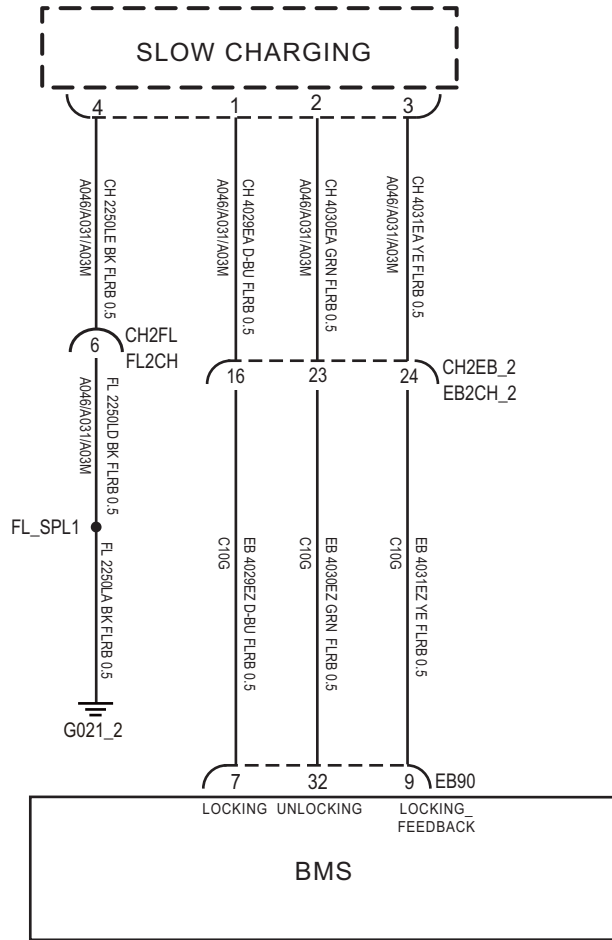 SLOW CHARGING
4 1 2 3
CH 2250LE BK FLRB 0.5
A046/A031/A03M
CH 4029EA D-BU FLRB 0.5
A046/A031/A03M
CH 4030EA GRN FLRB 0.5
A046/A031/A03M
CH 4031EA YE FLRB 0.5
A046/A031/A03M
6
CH2FL
FL2CH
16 23 24
CH2EB_2
EB2CH_2
FL 2250LD BK FLRB 0.5
A046/A031/A03M
FL_SPL1
FL 2250LA BK FLRB 0.5
G021_2
EB 4029EZ D-BU FLRB 0.5
C10G
EB 4030EZ GRN FLRB 0.5
C10G
EB 4031EZ YE FLRB 0.5
C10G
7 32 9 EB90
LOCKING UNLOCKING LOCKING_
FEEDBACK
BMS